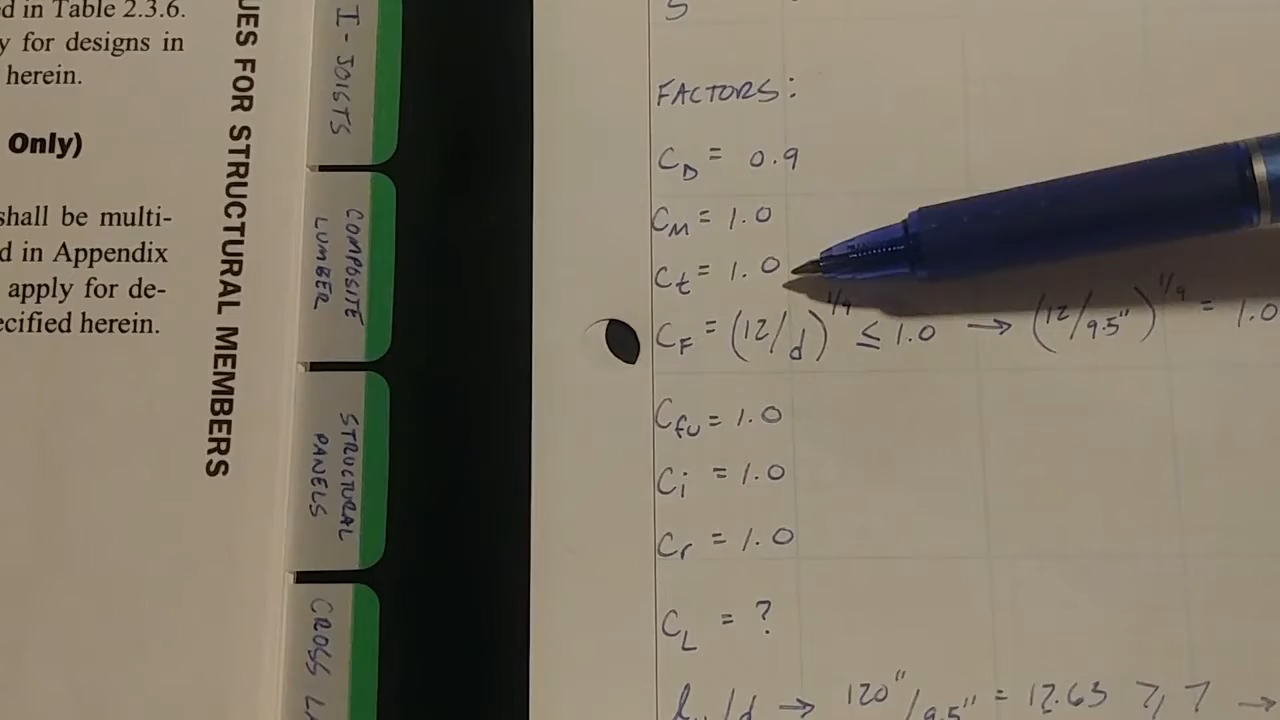 d in Table 2.3.6.
y for designs in
herein.
Only)
shall be multi-
d in Appendix
apply for de-
ecified herein.
UES FOR STRUCTURAL MEMBERS
I-JOISTS
COMPOSITE
LUMBER
STRUCTURAL
PANELS
CROSS L
S
FACTORS:
C_D = 0.9
C_M = 1.0
C_t = 1.0
C_F = (12/d)^1/9 ≤ 1.0 → (12/9.5")^1/9 = 1.0
C_fu = 1.0
C_i = 1.0
C_r = 1.0
C_L = ?
/d → 120"/9.5" = 12.63 ≥ 7 →